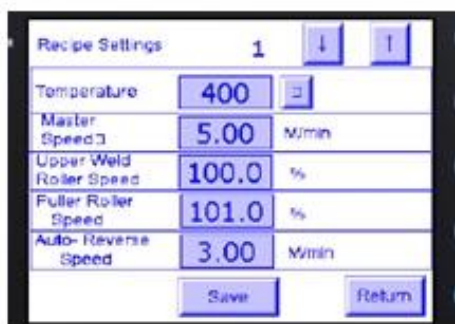 Recipe Settings 1 ↓ ↑
Temperature 400
Master
Speed 5.00 M/min
Upper Weld
Roller Speed 100.0 %
Fuller Roller
Speed 101.0 %
Auto- Reverse
Speed 3.00 M/min
Save Return